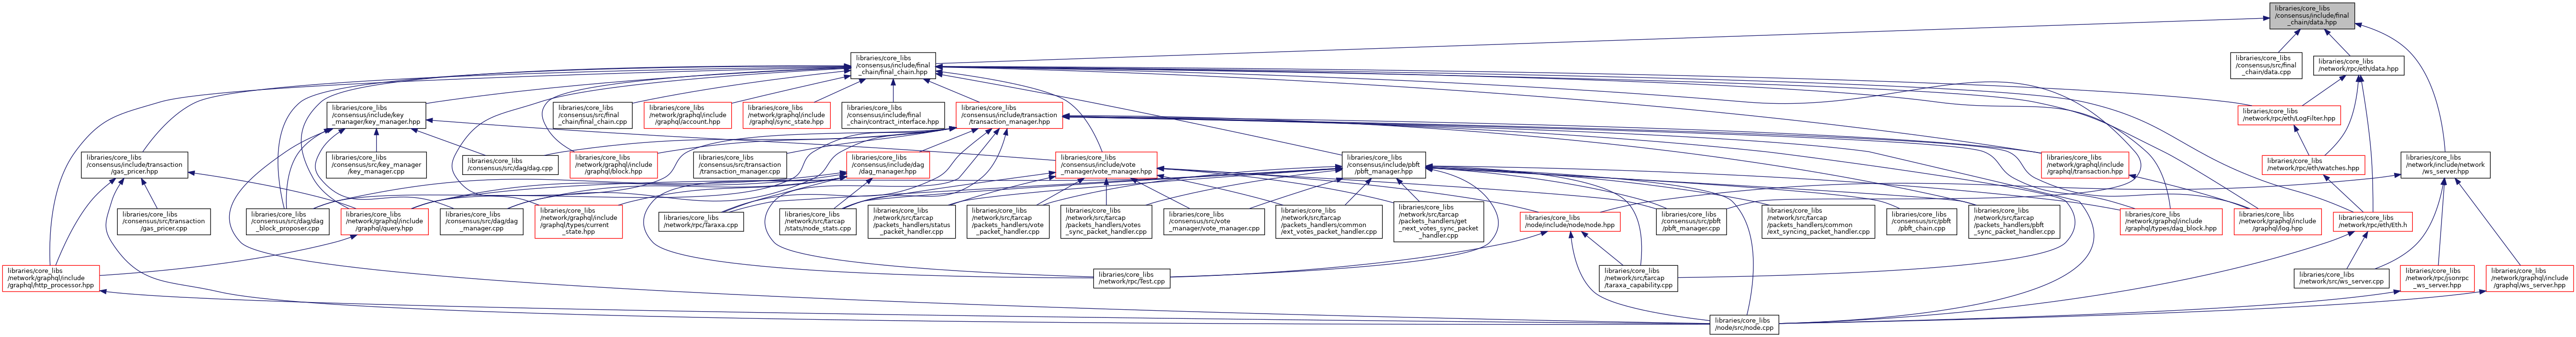 libraries/core_libs
/consensus/include/final
_chain/data.hpp
libraries/core_libs
/consensus/include/final
_chain/final_chain.hpp
libraries/core_libs
/consensus/src/final
_chain/data.cpp
libraries/core_libs
/network/rpc/eth/data.hpp
libraries/core_libs
/consensus/include/key
_manager/key_manager.hpp
libraries/core_libs
/consensus/src/final
_chain/final_chain.cpp
libraries/core_libs
/network/graphql/include
/graphql/account.hpp
libraries/core_libs
/network/graphql/include
/graphql/sync_state.hpp
libraries/core_libs
/consensus/include/final
_chain/contract_interface.hpp
libraries/core_libs
/consensus/include/transaction
/transaction_manager.hpp
libraries/core_libs
/network/rpc/eth/LogFilter.hpp
libraries/core_libs
/consensus/include/transaction
/gas_pricer.hpp
libraries/core_libs
/consensus/src/key_manager
/key_manager.cpp
libraries/core_libs
/consensus/src/dag/dag.cpp
libraries/core_libs
/network/graphql/include
/graphql/block.hpp
libraries/core_libs
/consensus/src/transaction
/transaction_manager.cpp
libraries/core_libs
/consensus/include/dag
/dag_manager.hpp
libraries/core_libs
/consensus/include/vote
_manager/vote_manager.hpp
libraries/core_libs
/consensus/include/pbft
/pbft_manager.hpp
libraries/core_libs
/network/graphql/include
/graphql/transaction.hpp
libraries/core_libs
/network/rpc/eth/watches.hpp
libraries/core_libs
/network/include/network
/ws_server.hpp
libraries/core_libs
/consensus/src/transaction
/gas_pricer.cpp
libraries/core_libs
/consensus/src/dag/dag
_block_proposer.cpp
libraries/core_libs
/network/graphql/include
/graphql/query.hpp
libraries/core_libs
/consensus/src/dag/dag
_manager.cpp
libraries/core_libs
/network/graphql/include
/graphql/types/current
_state.hpp
libraries/core_libs
/network/rpc/Taraxa.cpp
libraries/core_libs
/network/src/tarcap
/stats/node_stats.cpp
libraries/core_libs
/network/src/tarcap
/packets_handlers/status
_packet_handler.cpp
libraries/core_libs
/network/src/tarcap
/packets_handlers/vote
_packet_handler.cpp
libraries/core_libs
/network/src/tarcap
/packets_handlers/votes
_sync_packet_handler.cpp
libraries/core_libs
/consensus/src/vote
_manager/vote_manager.cpp
libraries/core_libs
/network/src/tarcap
/packets_handlers/common
/ext_votes_packet_handler.cpp
libraries/core_libs
/network/src/tarcap
/packets_handlers/get
_next_votes_sync_packet
_handler.cpp
libraries/core_libs
/node/include/node/node.hpp
libraries/core_libs
/consensus/src/pbft
/pbft_manager.cpp
libraries/core_libs
/network/src/tarcap
/packets_handlers/common
/ext_syncing_packet_handler.cpp
libraries/core_libs
/consensus/src/pbft
/pbft_chain.cpp
libraries/core_libs
/network/src/tarcap
/packets_handlers/pbft
_sync_packet_handler.cpp
libraries/core_libs
/network/graphql/include
/graphql/types/dag_block.hpp
libraries/core_libs
/network/graphql/include
/graphql/log.hpp
libraries/core_libs
/network/rpc/eth/Eth.h
libraries/core_libs
/network/graphql/include
/graphql/http_processor.hpp
libraries/core_libs
/network/rpc/Test.cpp
libraries/core_libs
/network/src/tarcap
/taraxa_capability.cpp
libraries/core_libs
/network/src/ws_server.cpp
libraries/core_libs
/network/rpc/jsonrpc
_ws_server.hpp
libraries/core_libs
/network/graphql/include
/graphql/ws_server.hpp
libraries/core_libs
/node/src/node.cpp